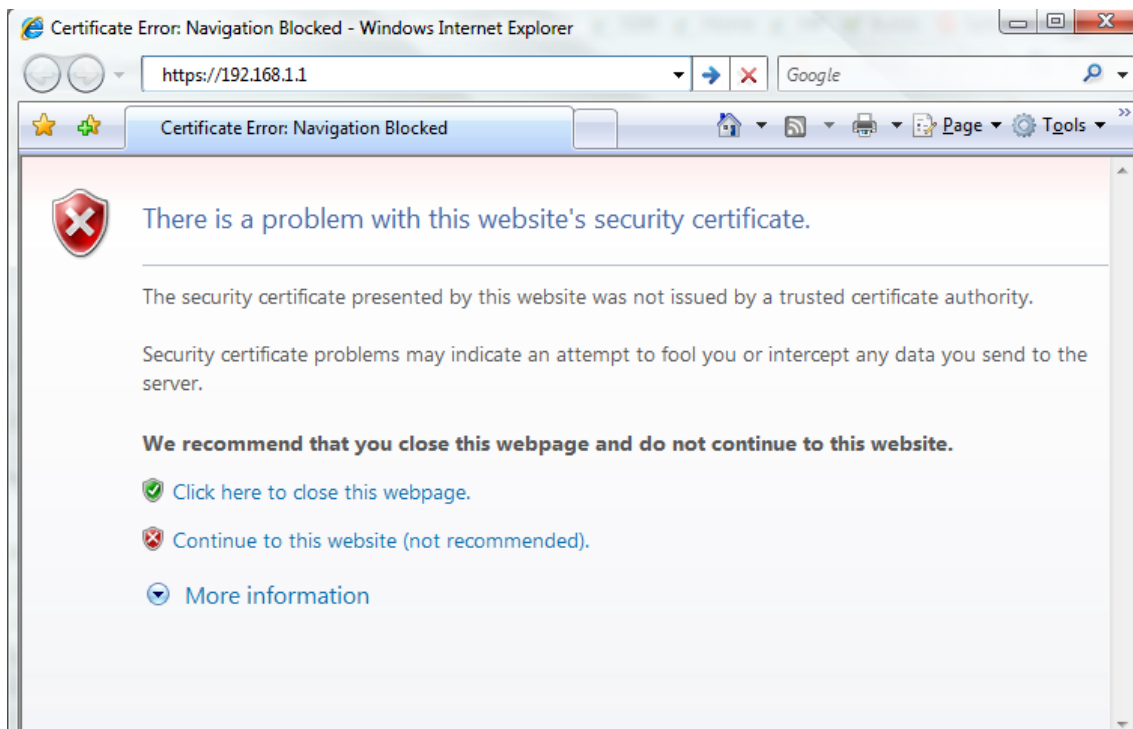 Certificate Error: Navigation Blocked - Windows Internet Explorer
https://192.168.1.1 Google
Certificate Error: Navigation Blocked Page Tools »
There is a problem with this website's security certificate.
The security certificate presented by this website was not issued by a trusted certificate authority.
Security certificate problems may indicate an attempt to fool you or intercept any data you send to the
server.
We recommend that you close this webpage and do not continue to this website.
Click here to close this webpage.
Continue to this website (not recommended).
More information